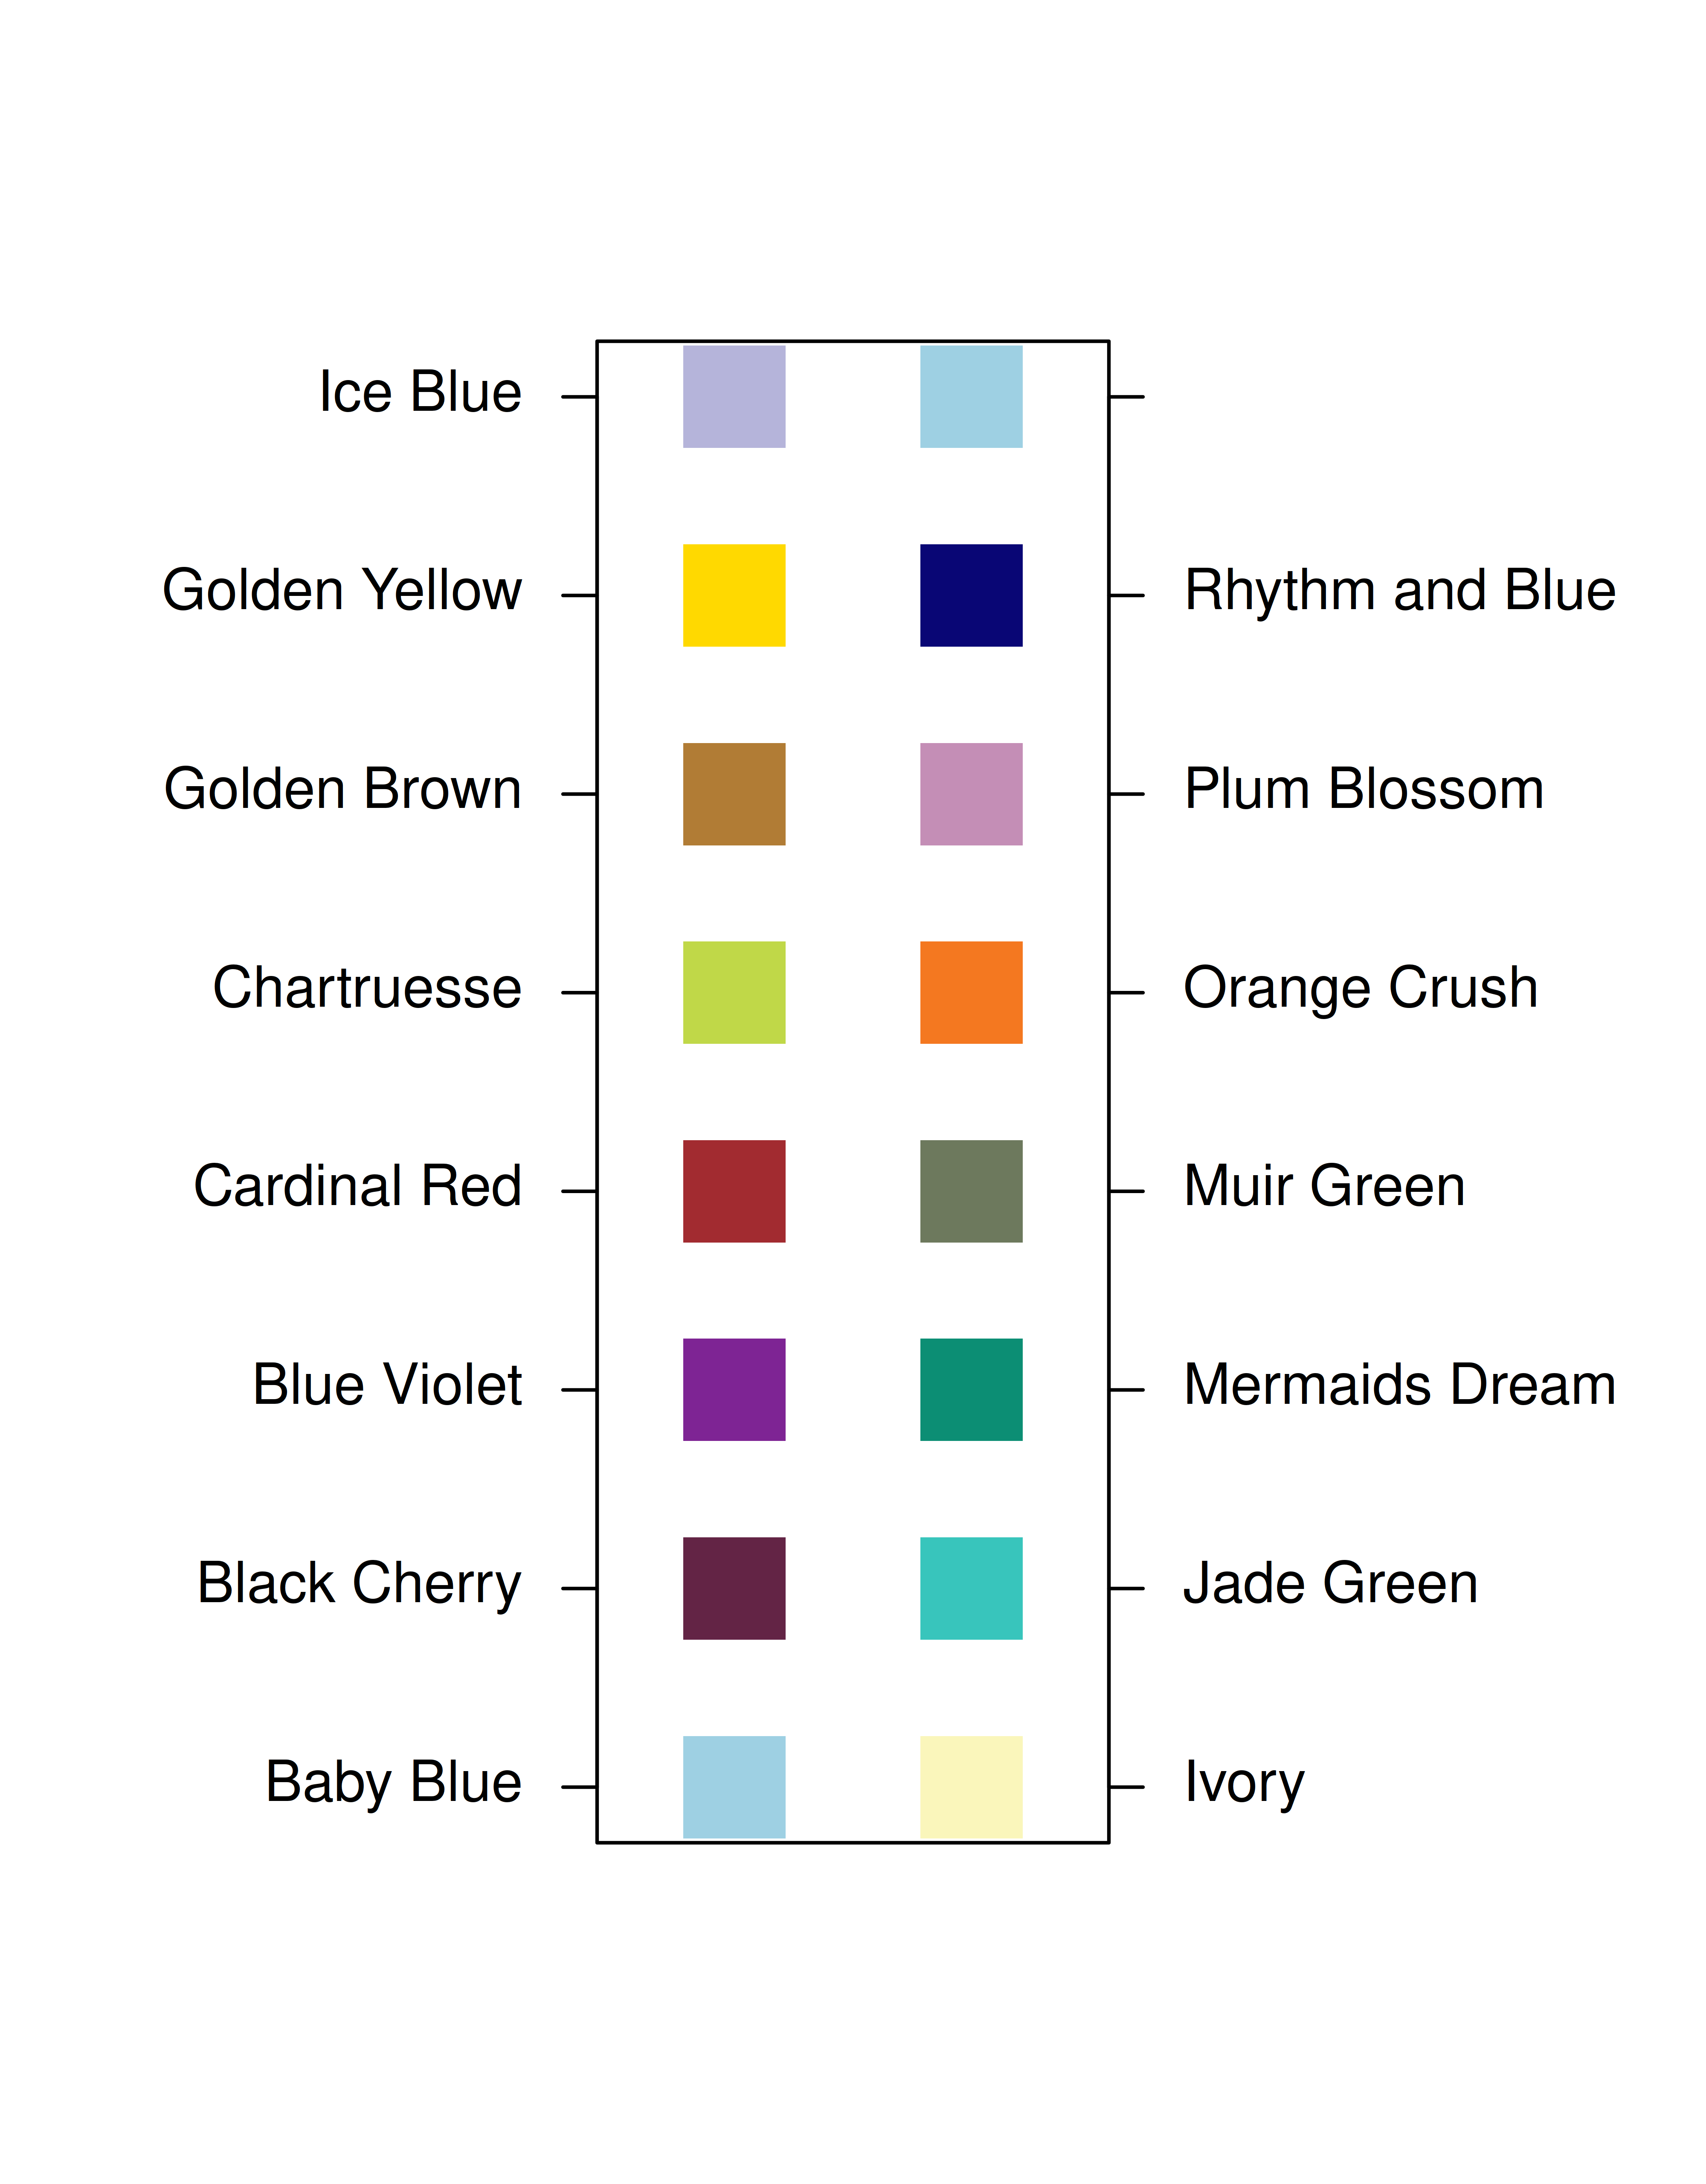 Ice Blue
Golden Yellow
Rhythm and Blue
Golden Brown
Plum Blossom
Chartruesse
Orange Crush
Cardinal Red
Muir Green
Blue Violet
Mermaids Dream
Black Cherry
Jade Green
Baby Blue
Ivory